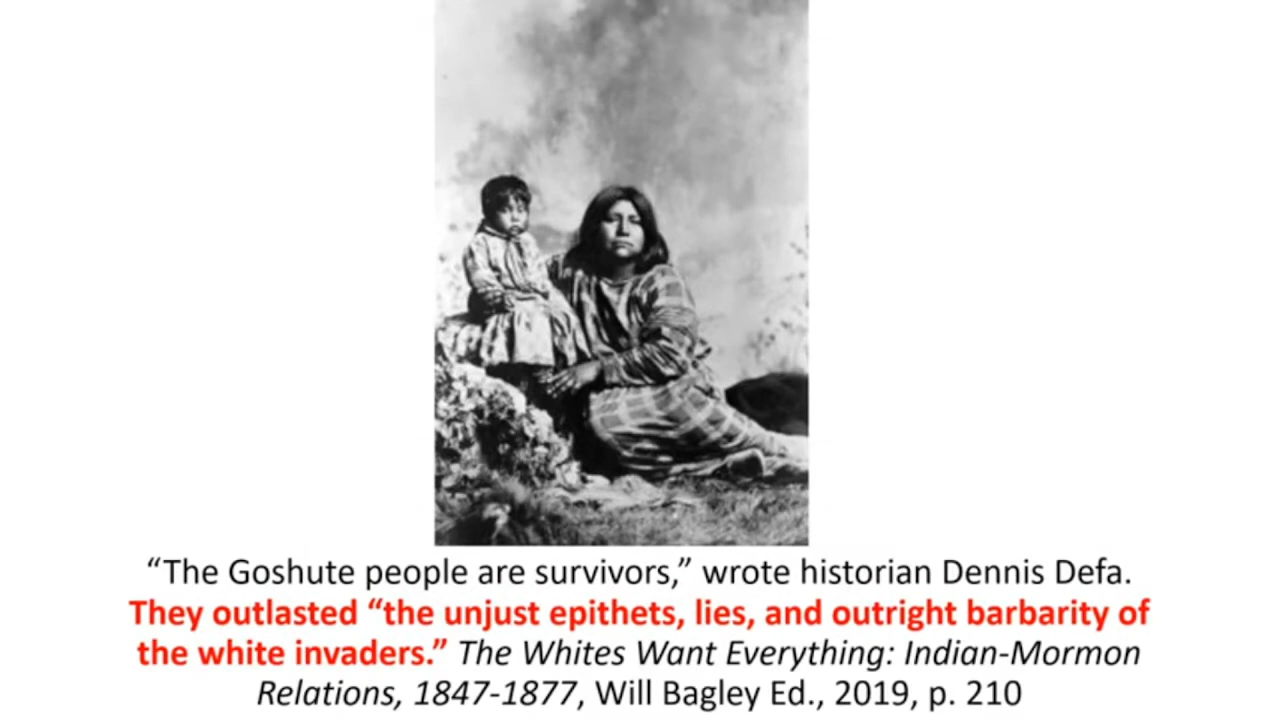 “The Goshute people are survivors,” wrote historian Dennis Defa.
They outlasted “the unjust epithets, lies, and outright barbarity of
the white invaders.” The Whites Want Everything: Indian-Mormon
Relations, 1847-1877, Will Bagley Ed., 2019, p. 210